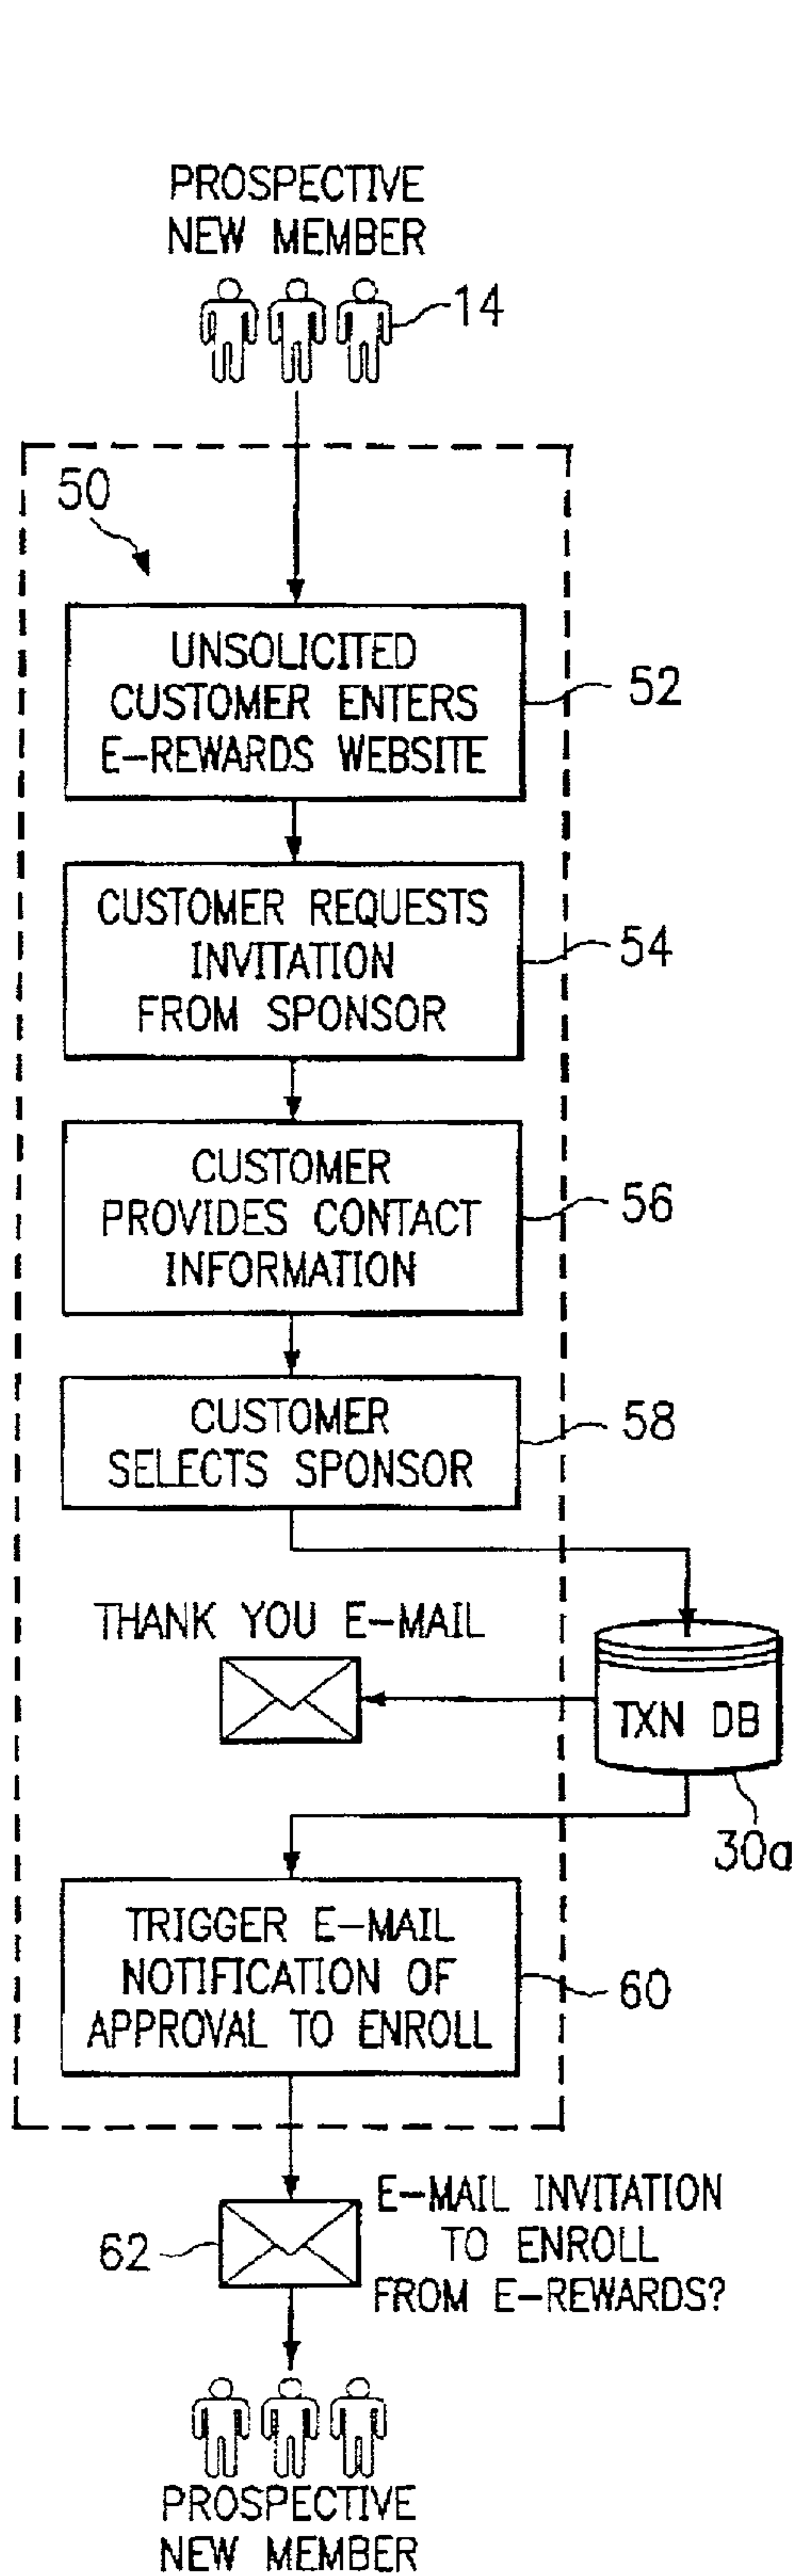 PROSPECTIVE
NEW MEMBER
14
50
UNSOLICITED
CUSTOMER ENTERS
E-REWARDS WEBSITE
52
CUSTOMER REQUESTS
INVITATION
FROM SPONSOR
54
CUSTOMER
PROVIDES CONTACT
INFORMATION
56
CUSTOMER
SELECTS SPONSOR
58
THANK YOU E-MAIL
TXN DB
30a
TRIGGER E-MAIL
NOTIFICATION OF
APPROVAL TO ENROLL
60
E-MAIL INVITATION
TO ENROLL
FROM E-REWARDS?
62
PROSPECTIVE
NEW MEMBER